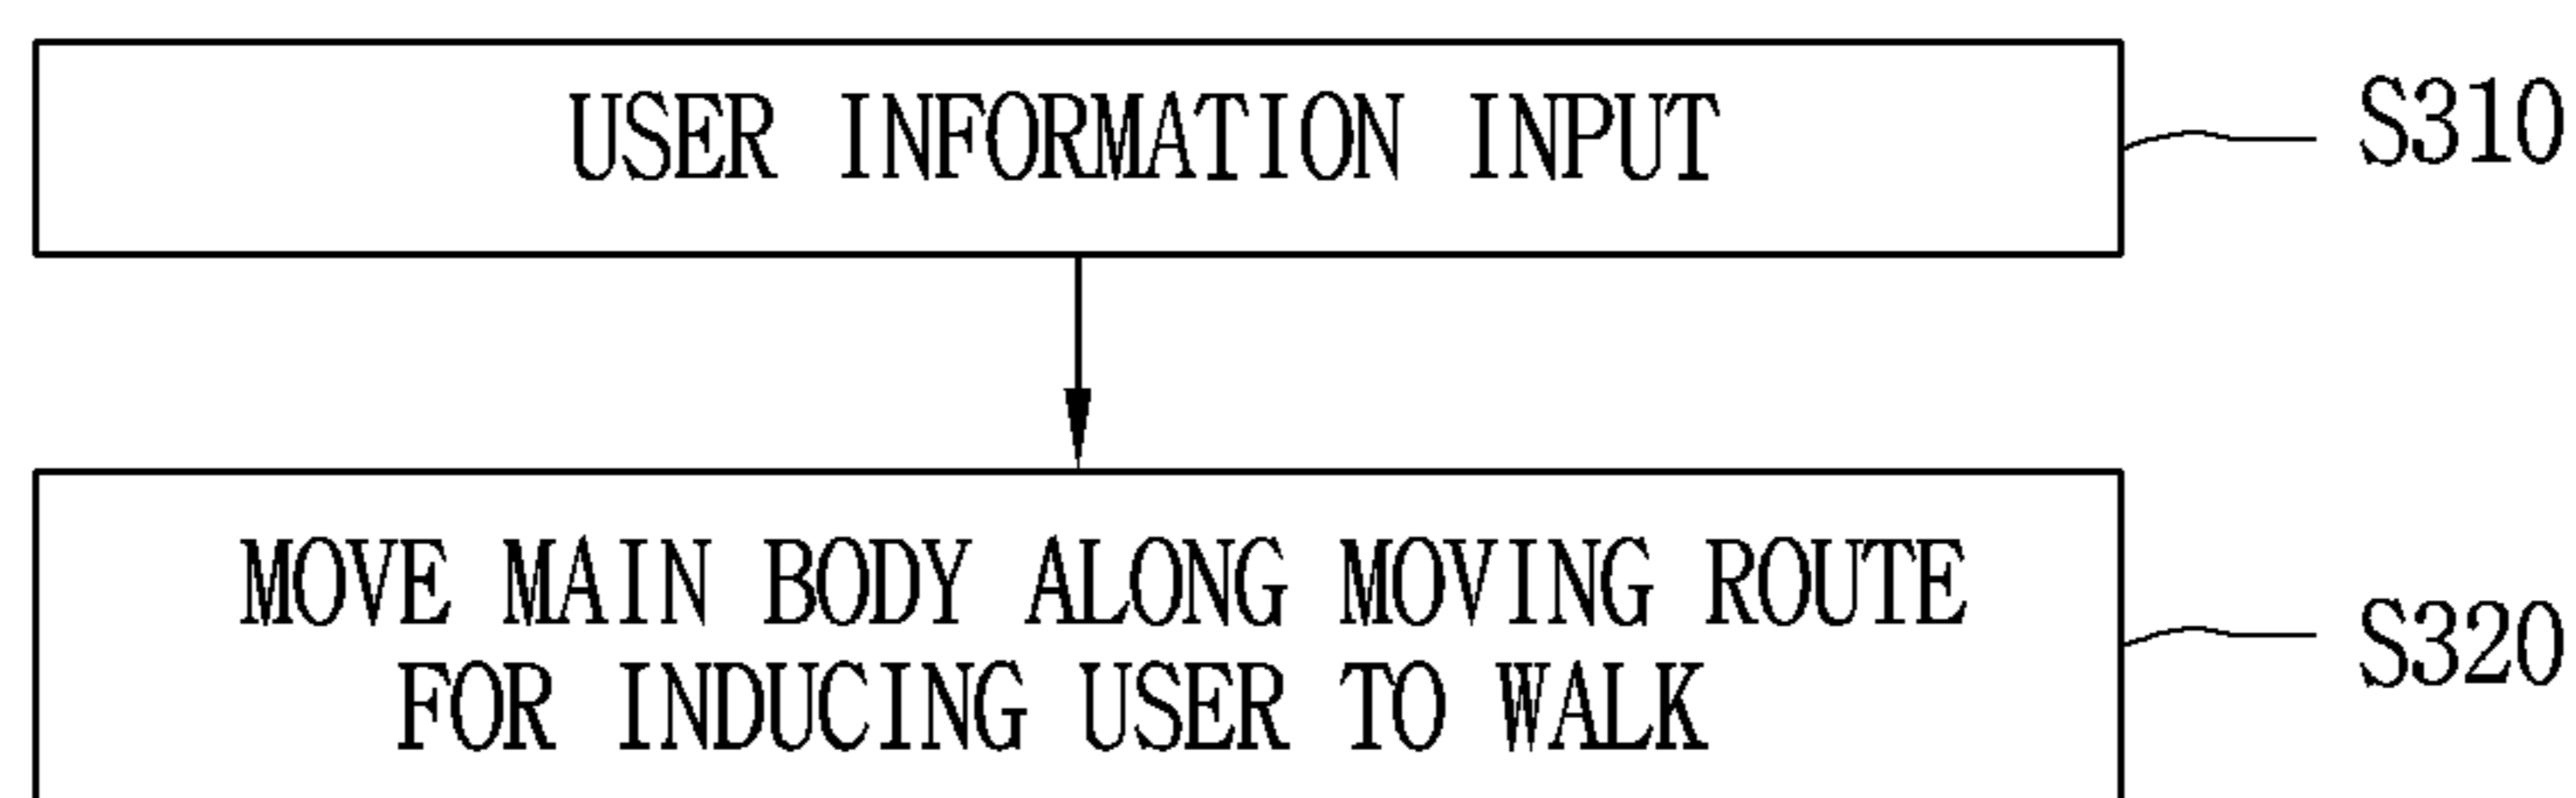 USER INFORMATION INPUT
S310
MOVE MAIN BODY ALONG MOVING ROUTE
FOR INDUCING USER TO WALK
S320